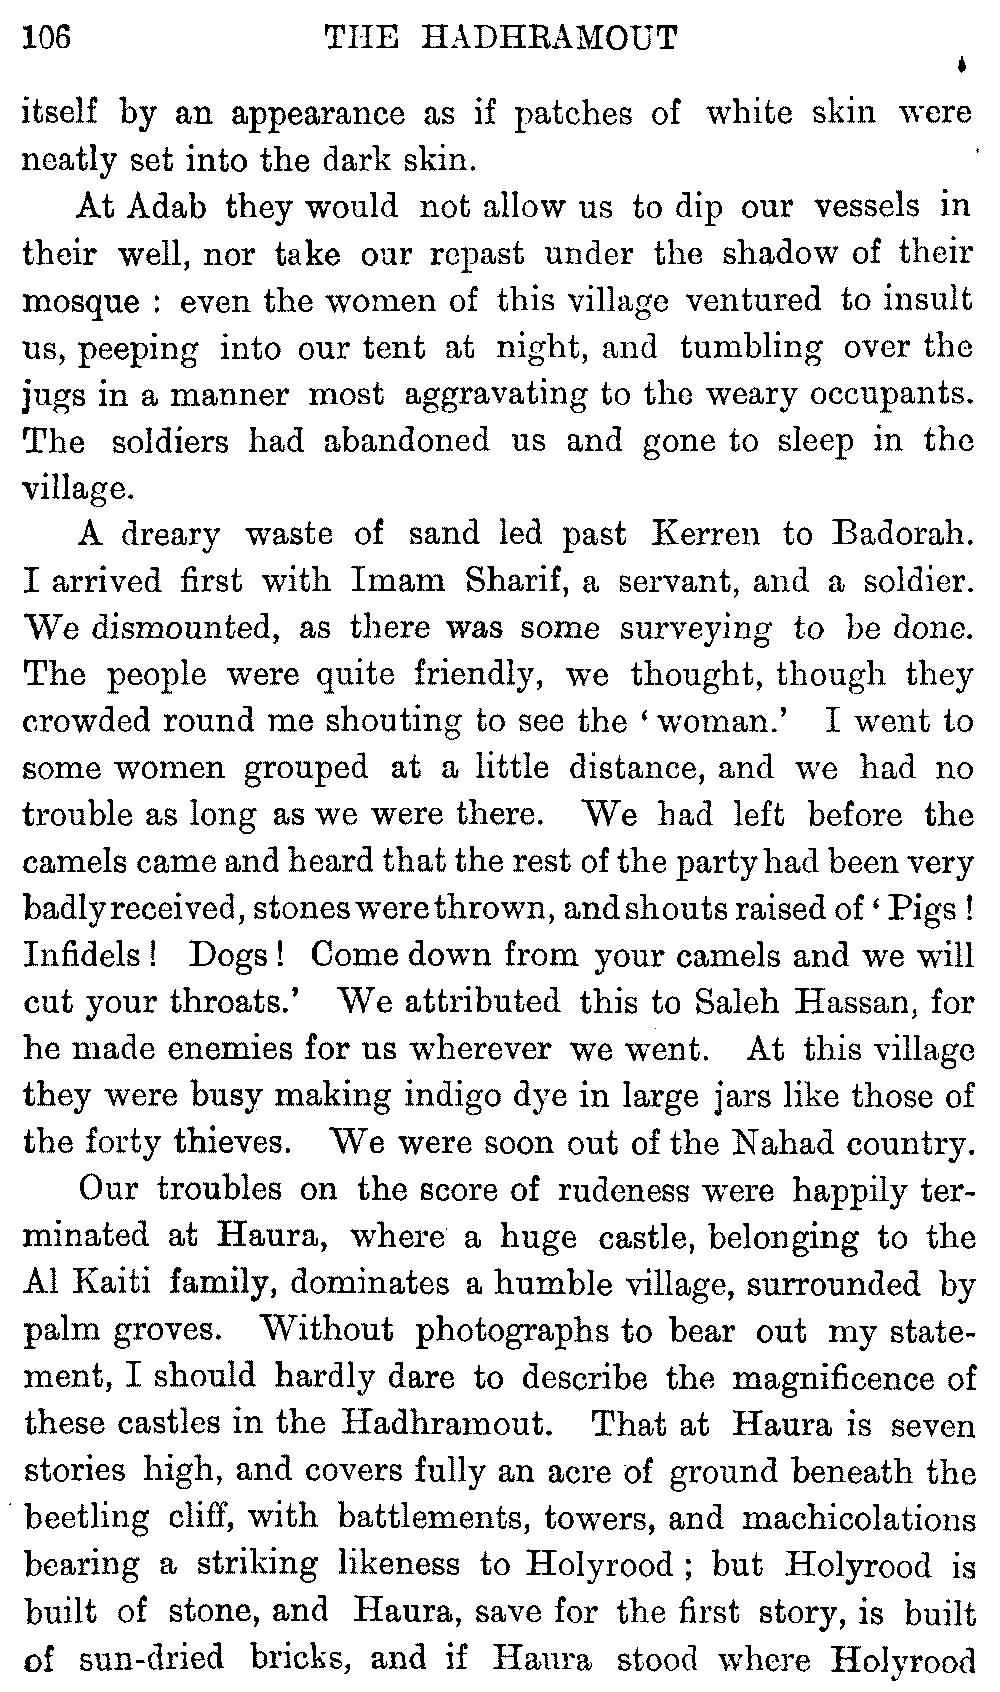 106 THE HADHRAMOUT
itself by an appearance as if patches of white skin were
neatly set into the dark skin.
At Adab they would not allow us to dip our vessels in
their well, nor take our repast under the shadow of their
mosque : even the women of this village ventured to insult
us, peeping into our tent at night, and tumbling over the
jugs in a manner most aggravating to the weary occupants.
The soldiers had abandoned us and gone to sleep in the
village.
A dreary waste of sand led past Kerren to Badorah.
I arrived first with Imam Sharif, a servant, and a soldier.
We dismounted, as there was some surveying to be done.
The people were quite friendly, we thought, though they
crowded round me shouting to see the ‘ woman.’ I went to
some women grouped at a little distance, and we had no
trouble as long as we were there. We had left before the
camels came and heard that the rest of the party had been very
badly received, stones were thrown, and shouts raised of ‘ Pigs !
Infidels ! Dogs ! Come down from your camels and we will
cut your throats.’ We attributed this to Saleh Hassan, for
he made enemies for us wherever we went. At this village
they were busy making indigo dye in large jars like those of
the forty thieves. We were soon out of the Nahad country.
Our troubles on the score of rudeness were happily ter-
minated at Haura, where a huge castle, belonging to the
Al Kaiti family, dominates a humble village, surrounded by
palm groves. Without photographs to bear out my state-
ment, I should hardly dare to describe the magnificence of
these castles in the Hadhramout. That at Haura is seven
stories high, and covers fully an acre of ground beneath the
beetling cliff, with battlements, towers, and machicolations
bearing a striking likeness to Holyrood ; but Holyrood is
built of stone, and Haura, save for the first story, is built
of sun-dried bricks, and if Haura stood where Holyrood